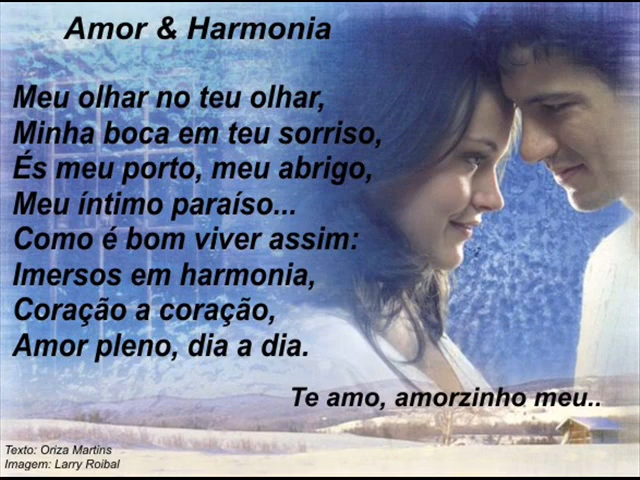 Amor & Harmonia
Meu olhar no teu olhar,
Minha boca em teu sorriso,
És meu porto, meu abrigo,
Meu íntimo paraíso...
Como é bom viver assim:
Imersos em harmonia,
Coração a coração,
Amor pleno, dia a dia.
Te amo, amorzinho meu..
Texto: Oriza Martins
Imagem: Larry Roibal